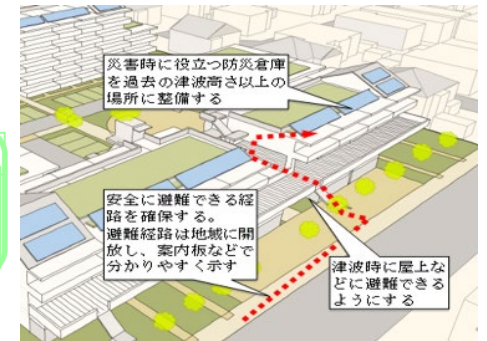 災害時に役立つ防災倉庫
を過去の津波高さ以上の
場所に整備する
安全に避難できる経
路を確保する。
避難経路は地域に開
放し、案内板などで
分かりやすく示す
津波時に屋上な
どに避難できる
ようにする